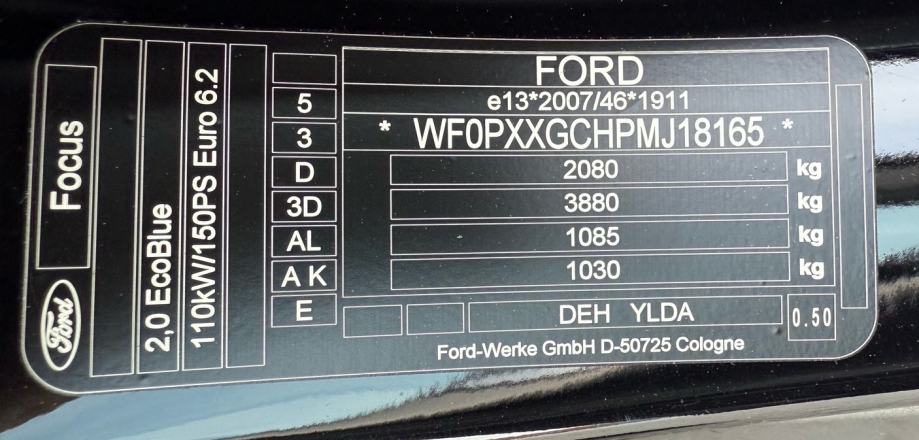 Focus
Ford
2,0 EcoBlue
110kW/150PS Euro 6.2
5
3
D
3D
AL
A K
E
FORD
e13*2007/46*1911
* WF0PXXGCHPMJ18165 *
2080 kg
3880 kg
1085 kg
1030 kg
DEH YLDA
0.50
Ford-Werke GmbH D-50725 Cologne